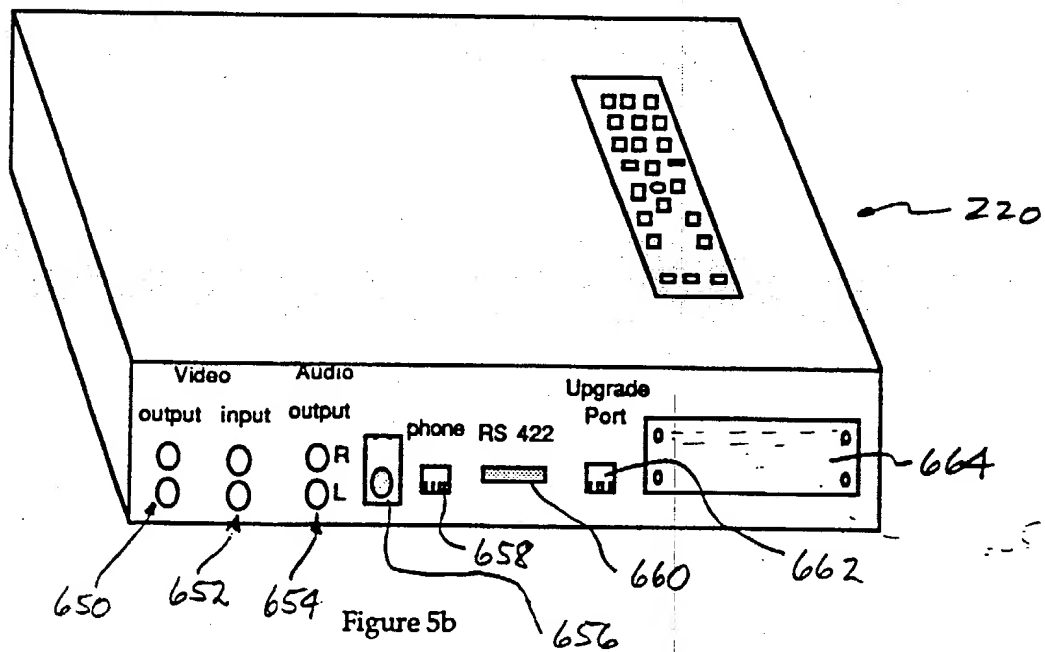 220
Video Audio
output input output
Upgrade
Port
phone RS 422
R
L
664
658
660
662
650
652
654
656
Figure 5b